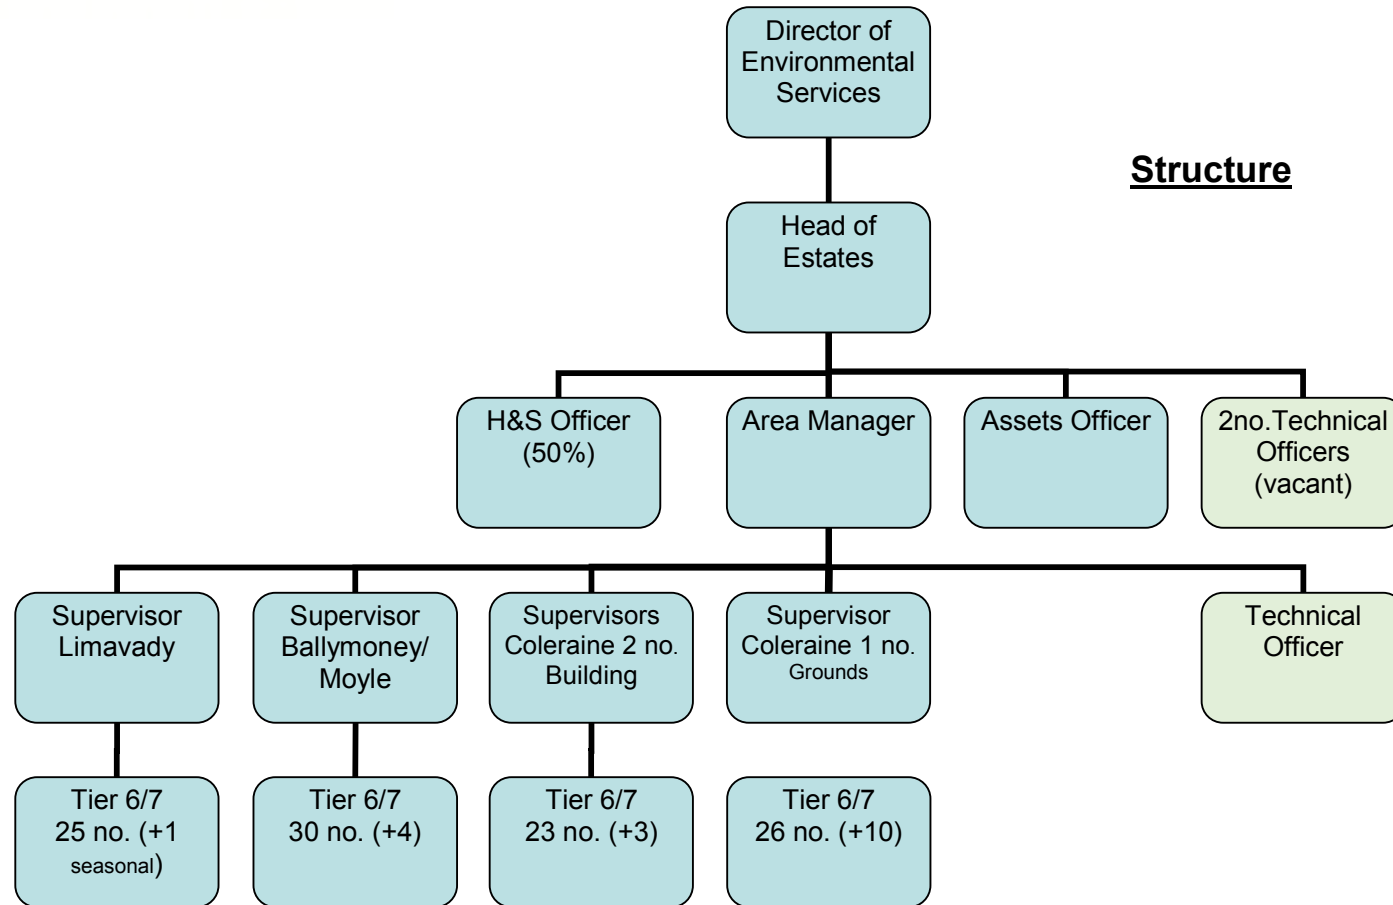 Director of
Environmental
Services
Structure
Head of
Estates
H&S Officer
(50%)
Area Manager
Assets Officer
2no.Technical
Officers
(vacant)
Supervisor
Limavady
Supervisor
Ballymoney/
Moyle
Supervisors
Coleraine 2 no.
Building
Supervisor
Coleraine 1 no.
Grounds
Technical
Officer
Tier 6/7
25 no. (+1
seasonal)
Tier 6/7
30 no. (+4)
Tier 6/7
23 no. (+3)
Tier 6/7
26 no. (+10)